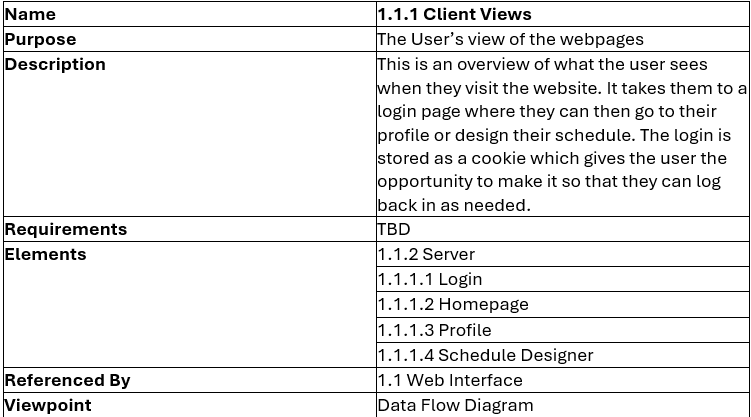 Name 1.1.1 Client Views
Purpose The User’s view of the webpages
Description This is an overview of what the user sees
when they visit the website. It takes them to a
login page where they can then go to their
profile or design their schedule. The login is
stored as a cookie which gives the user the
opportunity to make it so that they can log
back in as needed.
Requirements TBD
Elements 1.1.2 Server
1.1.1.1 Login
1.1.1.2 Homepage
1.1.1.3 Profile
1.1.1.4 Schedule Designer
Referenced By 1.1 Web Interface
Viewpoint Data Flow Diagram